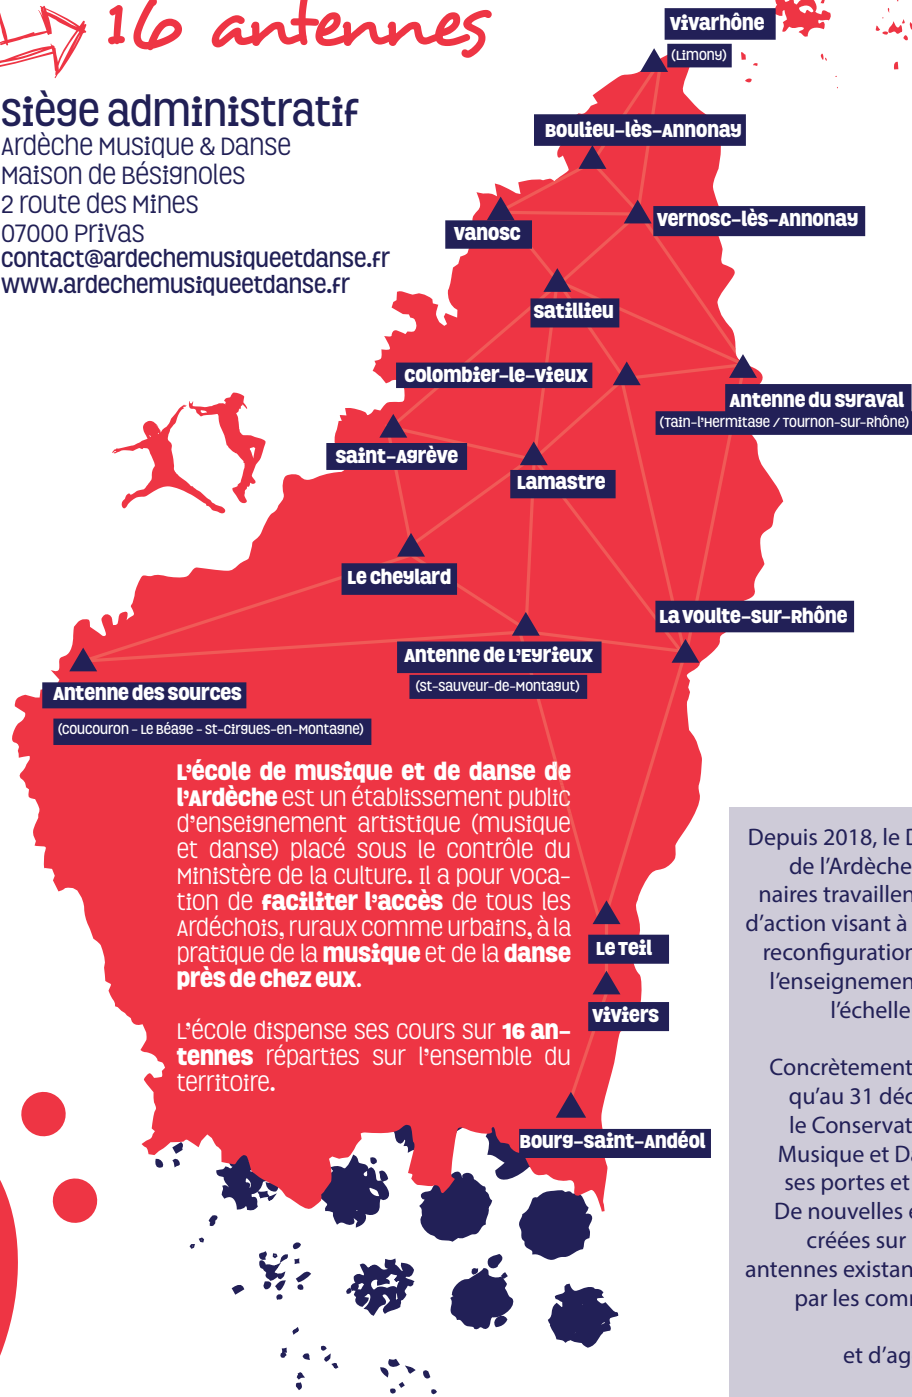 16 antennes
siège administratif
Ardèche Musique & Danse
Maison de Bésignoles
2 route des Mines
07000 Privas
contact@ardechemusiqueetdanse.fr
www.ardechemusiqueetdanse.fr
Vivarhône
(Limony)
Boulieu-lès-Annonay
Vanosc
Vernosc-lès-Annonay
Satillieu
Colombier-le-Vieux
Antenne du Syraval
(Tain-l'Hermitage / Tournon-sur-Rhône)
Saint-Agrève
Lamastre
Le Cheylard
La Voulte-sur-Rhône
Antenne de L'Eyrieux
(St-Sauveur-de-Montagut)
Antenne des Sources
(Coucouron - Le Béage - St-Cirgues-en-Montagne)
L'école de musique et de danse de
l'Ardèche est un établissement public
d'enseignement artistique (musique
et danse) placé sous le contrôle du
Ministère de la culture. Il a pour voca-
tion de faciliter l'accès de tous les
Ardéchois, ruraux comme urbains, à la
pratique de la musique et de la danse
près de chez eux.
L'école dispense ses cours sur 16 an-
tennes réparties sur l'ensemble du
territoire.
Le Teil
Viviers
Bourg-Saint-Andéol
Depuis 2018, le
de l'Ardèche
naires travaillent
d'action visant à
reconfiguration
l'enseignement
l'échelle
Concrètement
qu'au 31 déc
le Conservat
Musique et Da
ses portes et
De nouvelles
créées sur
antennes existan
par les com
et d'ag